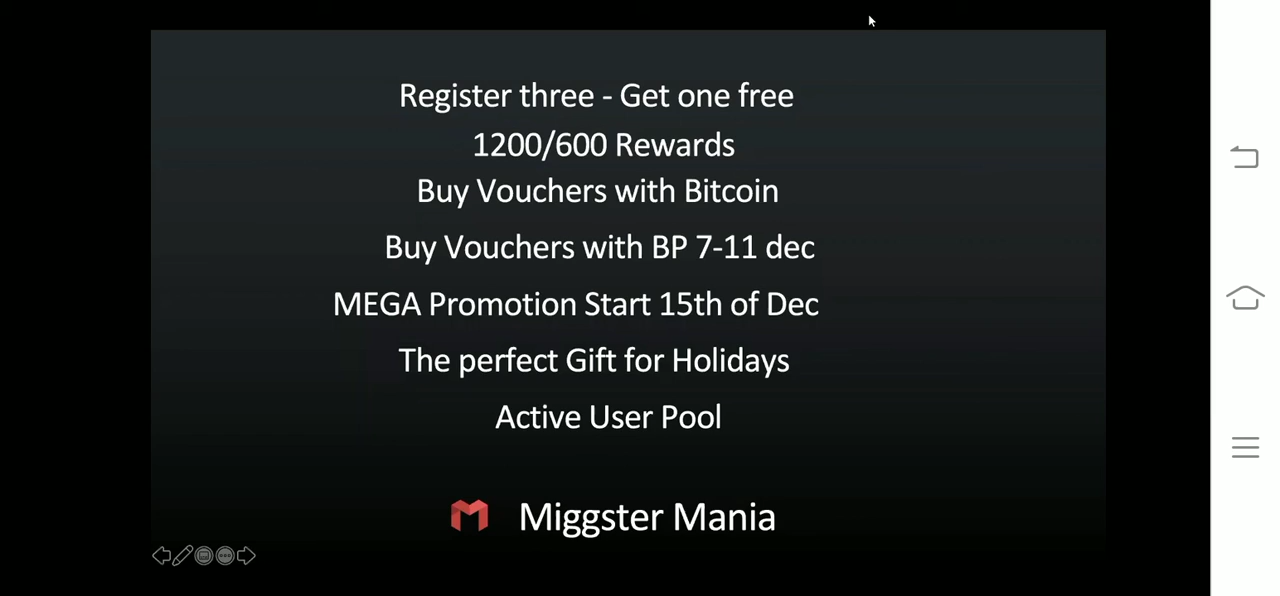 Register three - Get one free
1200/600 Rewards
Buy Vouchers with Bitcoin
Buy Vouchers with BP 7-11 dec
MEGA Promotion Start 15th of Dec
The perfect Gift for Holidays
Active User Pool
Miggster Mania